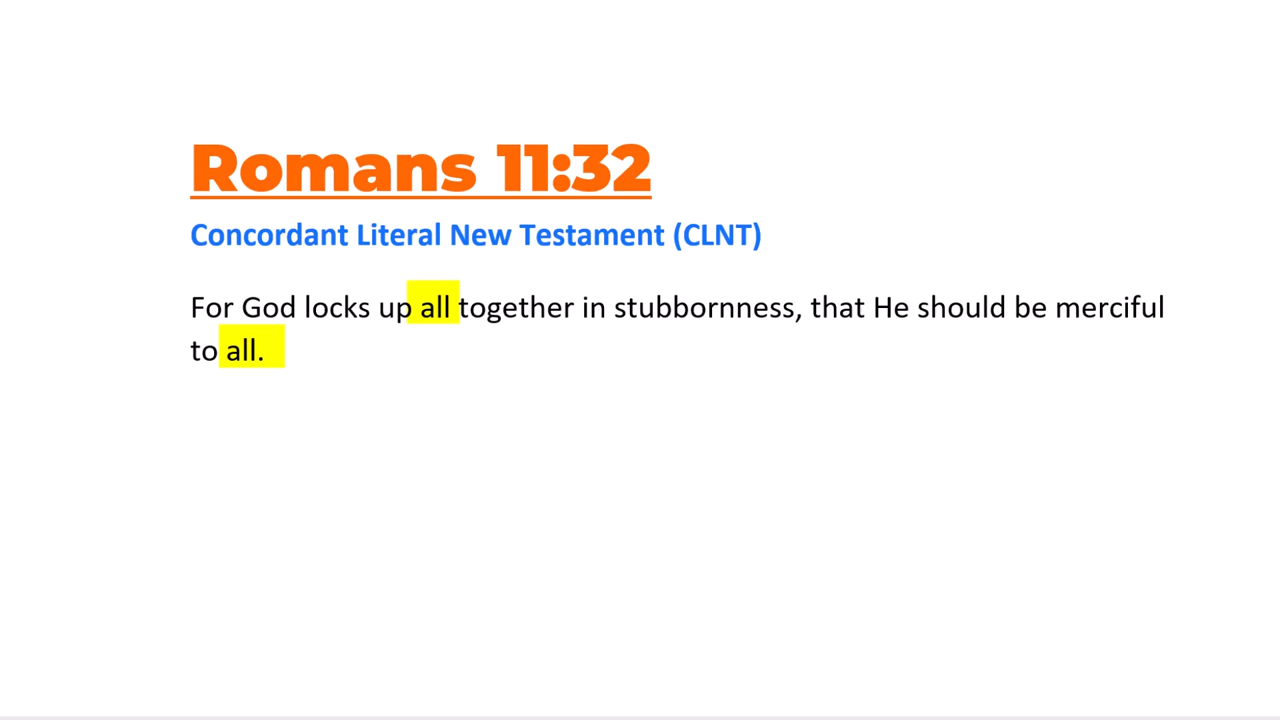 Romans 11:32
Concordant Literal New Testament (CLNT)
For God locks up all together in stubbornness, that He should be merciful
to all.